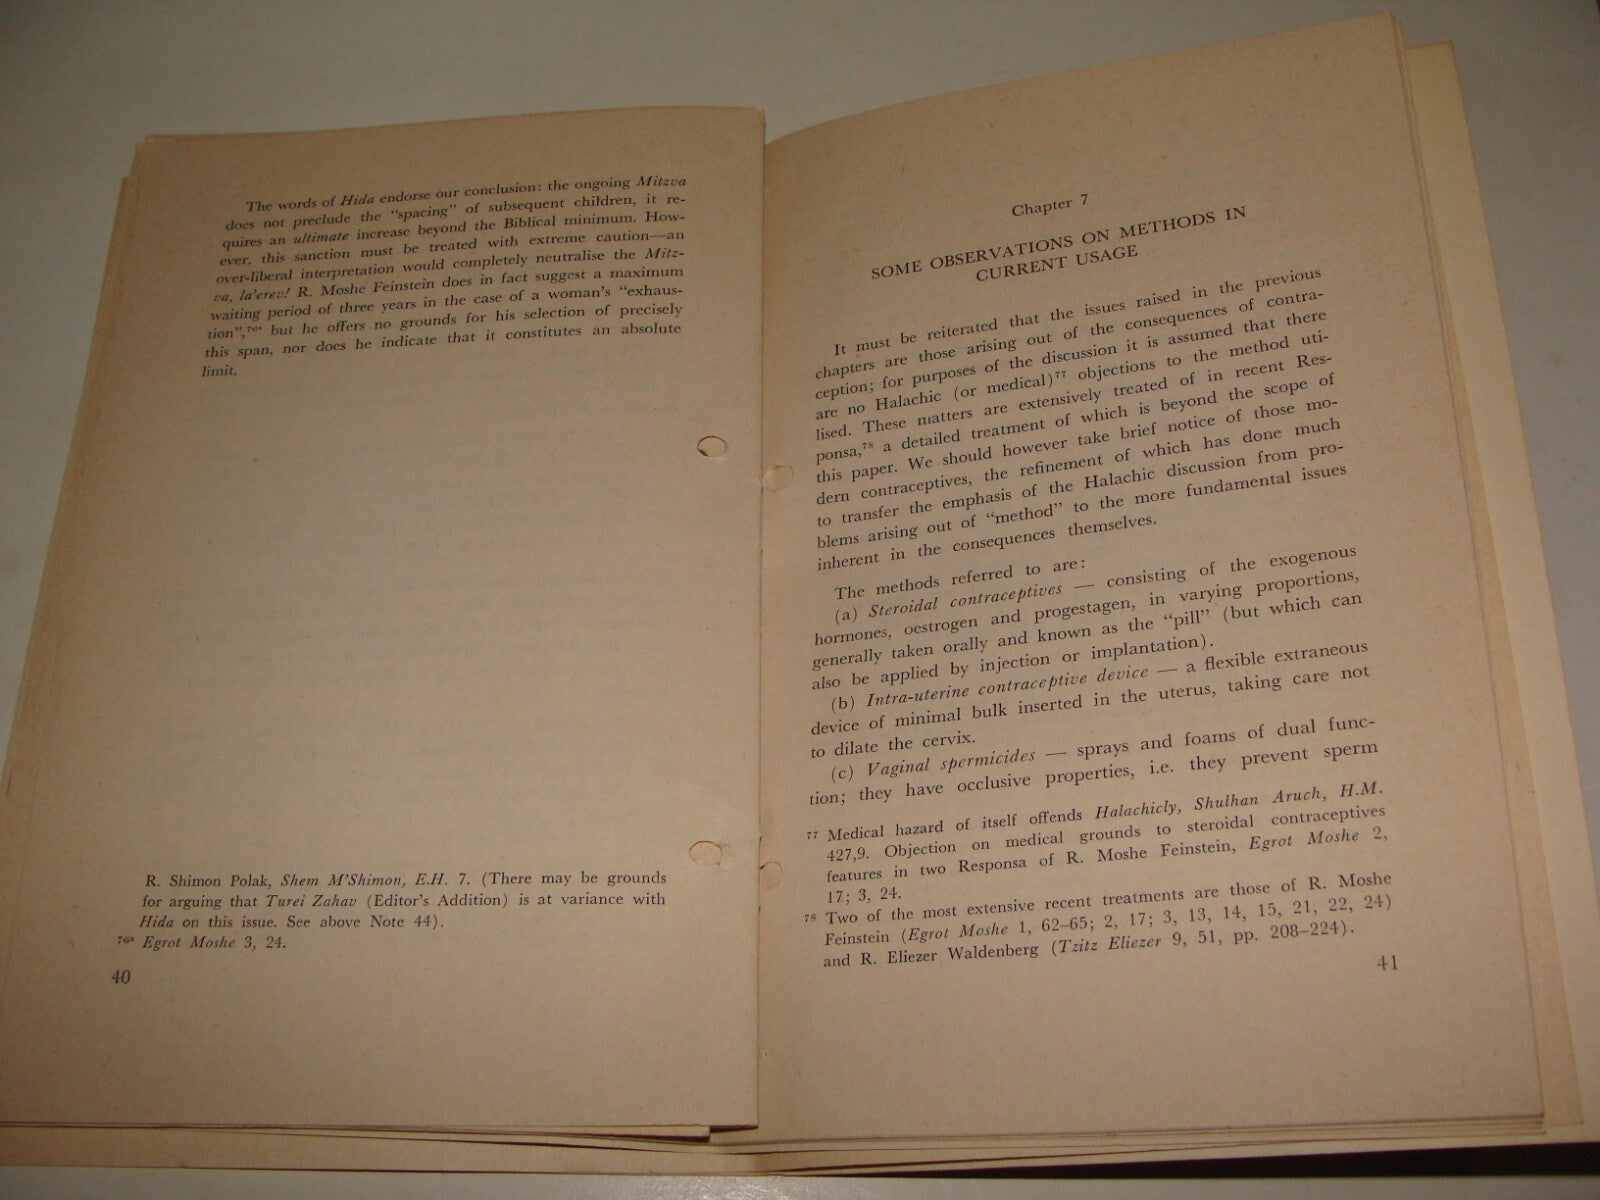 The words of Hida endorse our conclusion: the ongoing Mitzva
does not preclude the “spacing” of subsequent children, it re-
quires an ultimate increase beyond the Biblical minimum. How-
ever, this sanction must be treated with extreme caution—an
over-liberal interpretation would completely neutralise the Mitz-
va, la'erev! R. Moshe Feinstein does in fact suggest a maximum
waiting period of three years in the case of a woman's “exhaus-
tion”,76a but he offers no grounds for his selection of precisely
this span, nor does he indicate that it constitutes an absolute
limit.
R. Shimon Polak, Shem M'Shimon, E.H. 7. (There may be grounds
for arguing that Turei Zahav (Editor's Addition) is at variance with
Hida on this issue. See above Note 44).
76a Egrot Moshe 3, 24.
40
Chapter 7
SOME OBSERVATIONS ON METHODS IN
CURRENT USAGE
It must be reiterated that the issues raised in the previous
chapters are those arising out of the consequences of contra-
ception; for purposes of the discussion it is assumed that there
are no Halachic (or medical)77 objections to the method uti-
lised. These matters are extensively treated of in recent Res-
ponsa,78 a detailed treatment of which is beyond the scope of
this paper. We should however take brief notice of those mo-
dern contraceptives, the refinement of which has done much
to transfer the emphasis of the Halachic discussion from pro-
blems arising out of “method” to the more fundamental issues
inherent in the consequences themselves.
The methods referred to are:
(a) Steroidal contraceptives — consisting of the exogenous
hormones, oestrogen and progestagen, in varying proportions,
generally taken orally and known as the “pill” (but which can
also be applied by injection or implantation).
(b) Intra-uterine contraceptive device — a flexible extraneous
device of minimal bulk inserted in the uterus, taking care not
to dilate the cervix.
(c) Vaginal spermicides — sprays and foams of dual func-
tion; they have occlusive properties, i.e. they prevent sperm
77 Medical hazard of itself offends Halachicly, Shulhan Aruch, H.M.
427,9. Objection on medical grounds to steroidal contraceptives
features in two Responsa of R. Moshe Feinstein, Egrot Moshe 2,
17; 3, 24.
78 Two of the most extensive recent treatments are those of R. Moshe
Feinstein (Egrot Moshe 1, 62–65; 2, 17; 3, 13, 14, 15, 21, 22, 24)
and R. Eliezer Waldenberg (Tzitz Eliezer 9, 51, pp. 208–224).
41